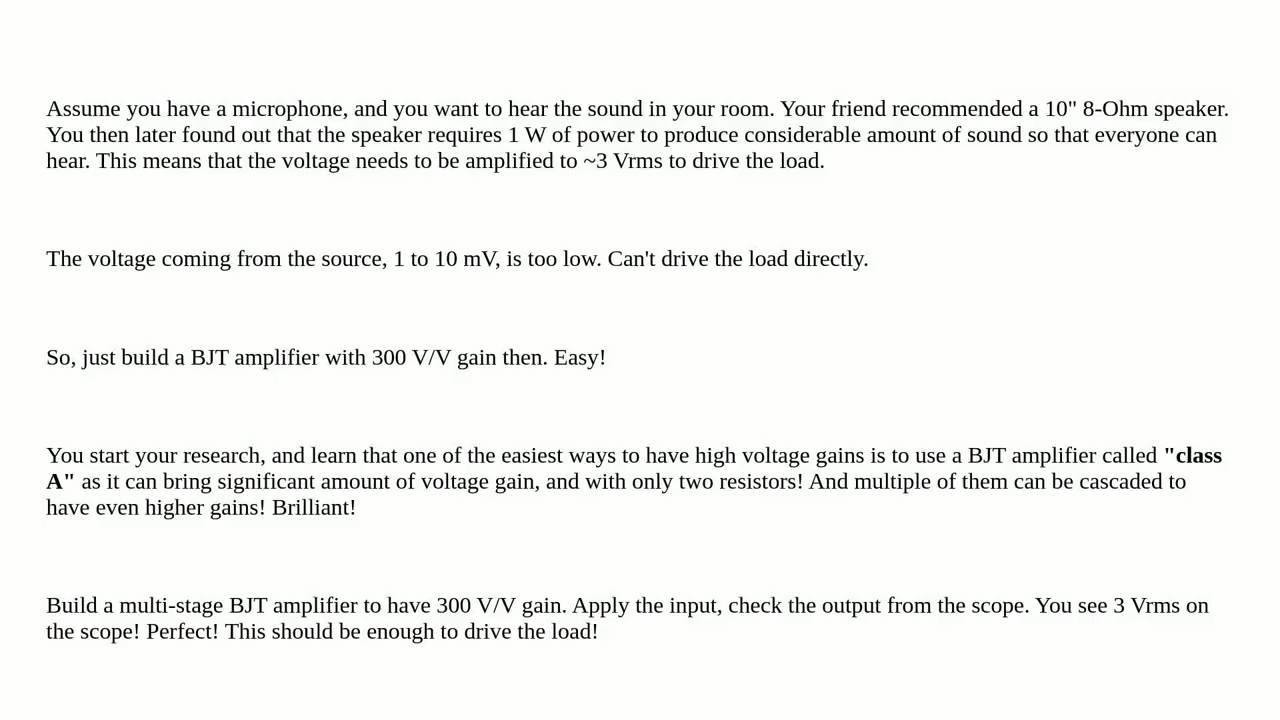 Assume you have a microphone, and you want to hear the sound in your room. Your friend recommended a 10" 8-Ohm speaker.
You then later found out that the speaker requires 1 W of power to produce considerable amount of sound so that everyone can
hear. This means that the voltage needs to be amplified to ~3 Vrms to drive the load.
The voltage coming from the source, 1 to 10 mV, is too low. Can't drive the load directly.
So, just build a BJT amplifier with 300 V/V gain then. Easy!
You start your research, and learn that one of the easiest ways to have high voltage gains is to use a BJT amplifier called "class
A" as it can bring significant amount of voltage gain, and with only two resistors! And multiple of them can be cascaded to
have even higher gains! Brilliant!
Build a multi-stage BJT amplifier to have 300 V/V gain. Apply the input, check the output from the scope. You see 3 Vrms on
the scope! Perfect! This should be enough to drive the load!